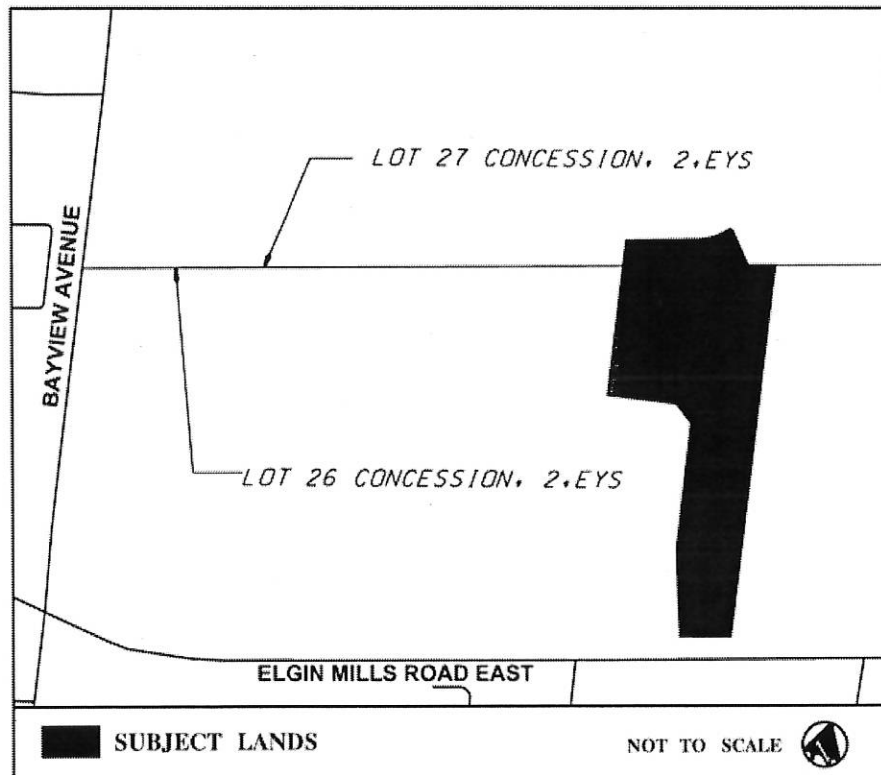 LOT 27 CONCESSION, 2,EYS
BAYVIEW AVENUE
LOT 26 CONCESSION, 2,EYS
ELGIN MILLS ROAD EAST
SUBJECT LANDS
NOT TO SCALE